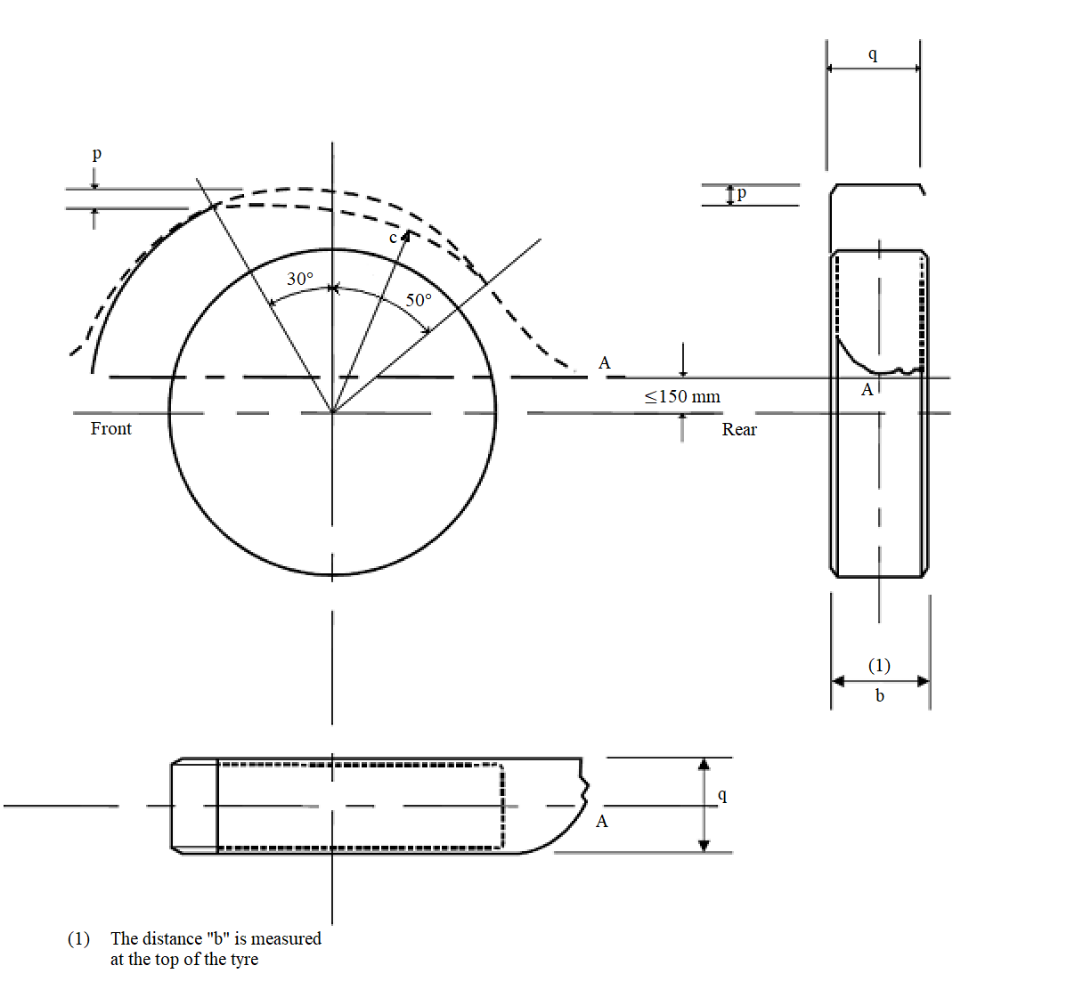 q
p
p
c
30°
50°
A
≤150 mm
A
Front
Rear
(1)
b
q
A
(1) The distance "b" is measured
at the top of the tyre